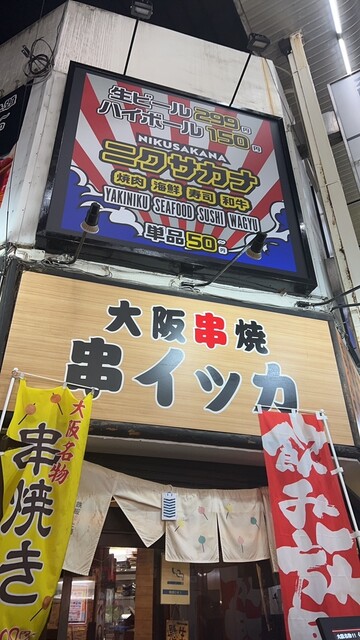 生ビール 299円
ハイボール 150円
NIKUSAKANA
ニクサカナ
焼肉 海鮮 寿司 和牛
YAKINIKU SEAFOOD SUSHI WAGYU
単品50円〜
大阪串焼
串イッカ
大阪名物
串焼き
飲み放